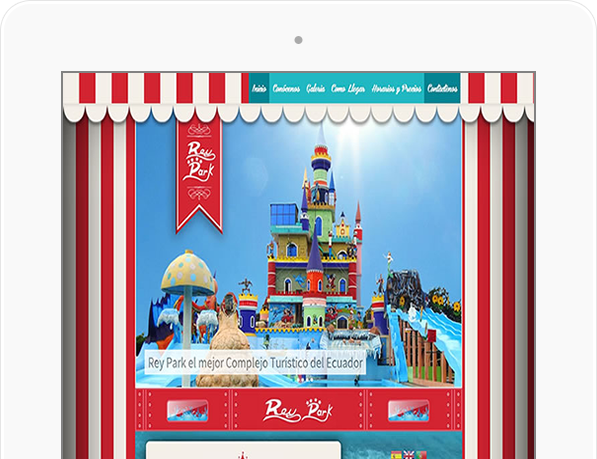 Inicio Conócenos Galería Como Llegar Horarios y Precios Contáctenos
Rey
Park
Rey Park el mejor Complejo Turístico del Ecuador
Rey Park